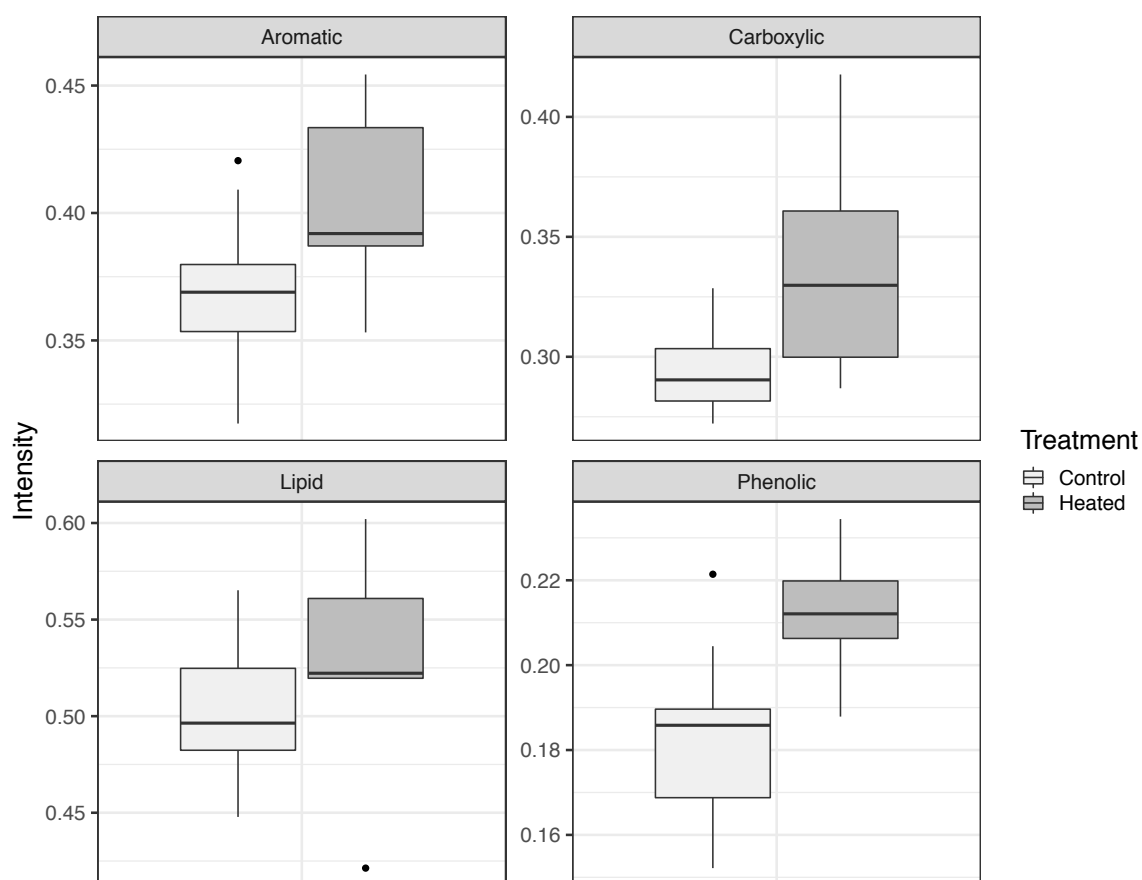 Aromatic
Carboxylic
0.45
0.40
0.35
0.40
0.35
0.30
Intensity
Lipid
Phenolic
0.60
0.55
0.50
0.45
0.22
0.20
0.18
0.16
Treatment
Control
Heated